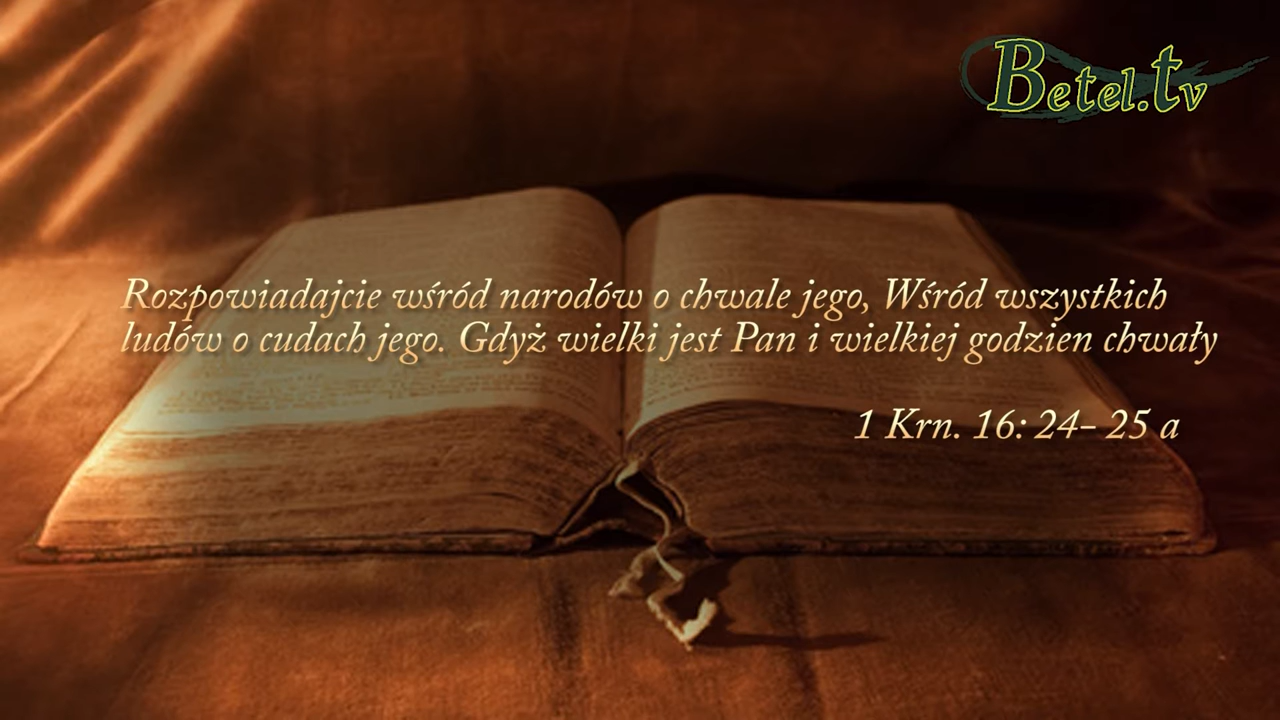 Betel.tv
Rozpowiadajcie wśród narodów o chwale jego, Wśród wszystkich
ludów o cudach jego. Gdyż wielki jest Pan i wielkiej godzien chwały
1 Krn. 16: 24- 25 a